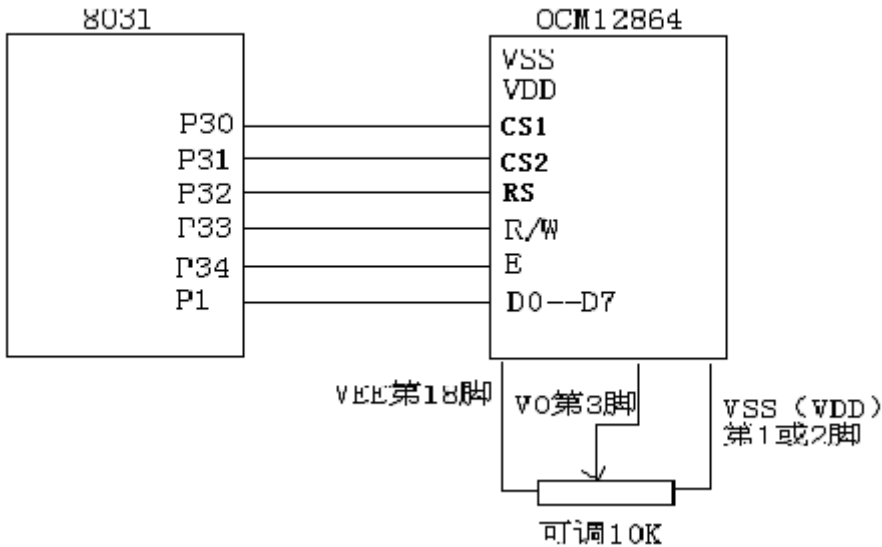 8031
OCM12864
VSS
VDD
P30
CS1
P31
CS2
P32
RS
P33
R/W
P34
E
P1
D0--D7
VEE第18脚
VO第3脚
VSS（VDD）
第1或2脚
可调10K